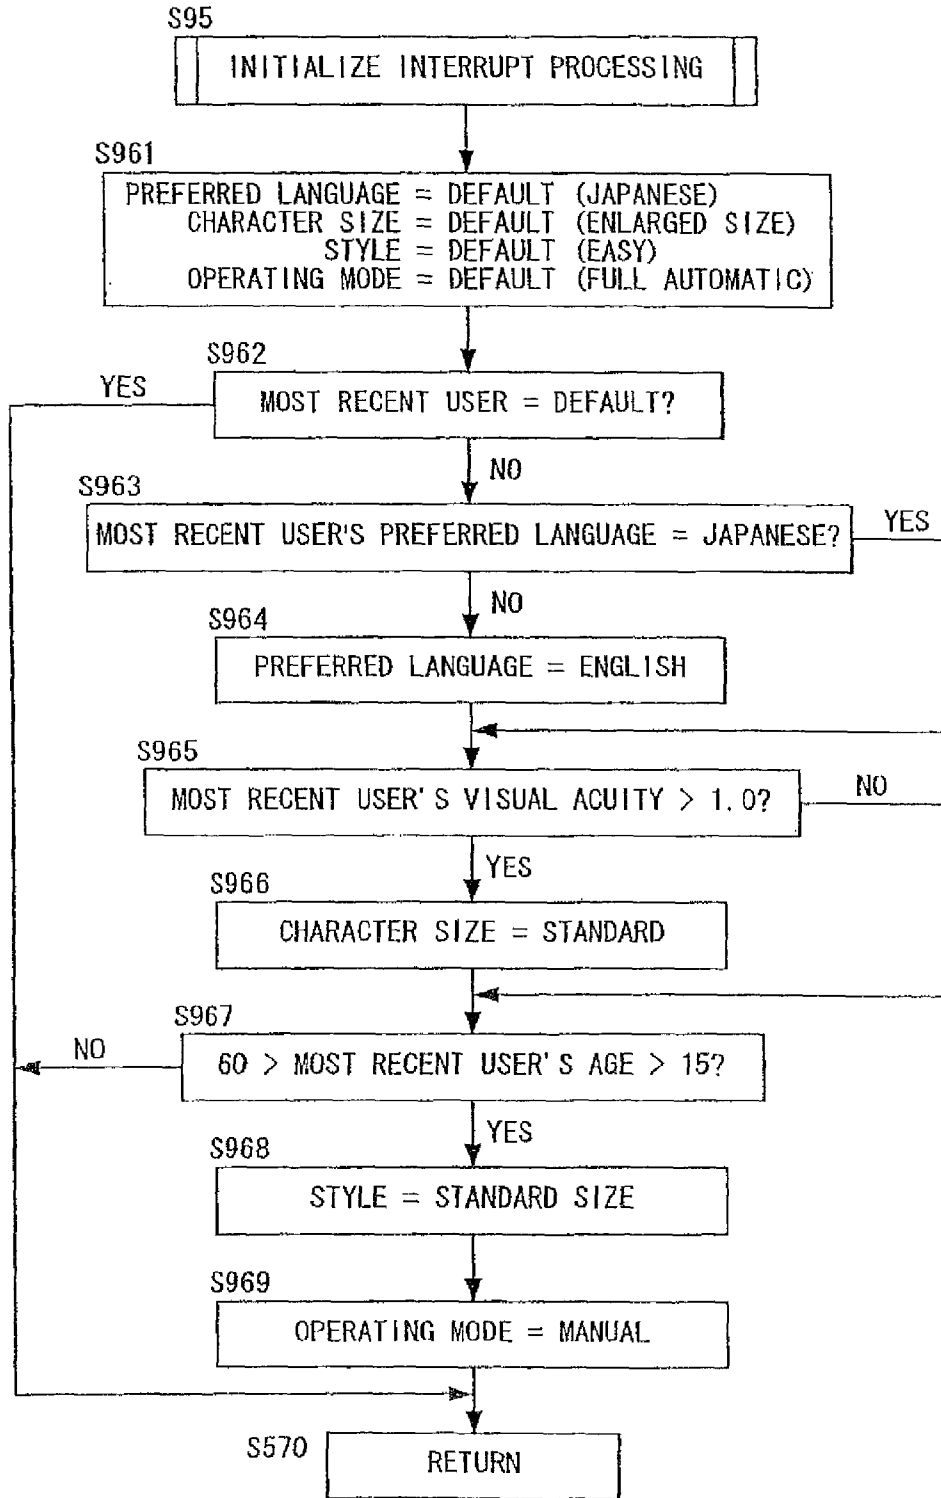 S95
INITIALIZE INTERRUPT PROCESSING
S961
PREFERRED LANGUAGE = DEFAULT (JAPANESE)
CHARACTER SIZE = DEFAULT (ENLARGED SIZE)
STYLE = DEFAULT (EASY)
OPERATING MODE = DEFAULT (FULL AUTOMATIC)
S962
YES
MOST RECENT USER = DEFAULT?
NO
S963
MOST RECENT USER'S PREFERRED LANGUAGE = JAPANESE?
YES
NO
S964
PREFERRED LANGUAGE = ENGLISH
S965
MOST RECENT USER'S VISUAL ACUITY > 1.0?
NO
YES
S966
CHARACTER SIZE = STANDARD
S967
NO
60 > MOST RECENT USER'S AGE > 15?
YES
S968
STYLE = STANDARD SIZE
S969
OPERATING MODE = MANUAL
S570
RETURN